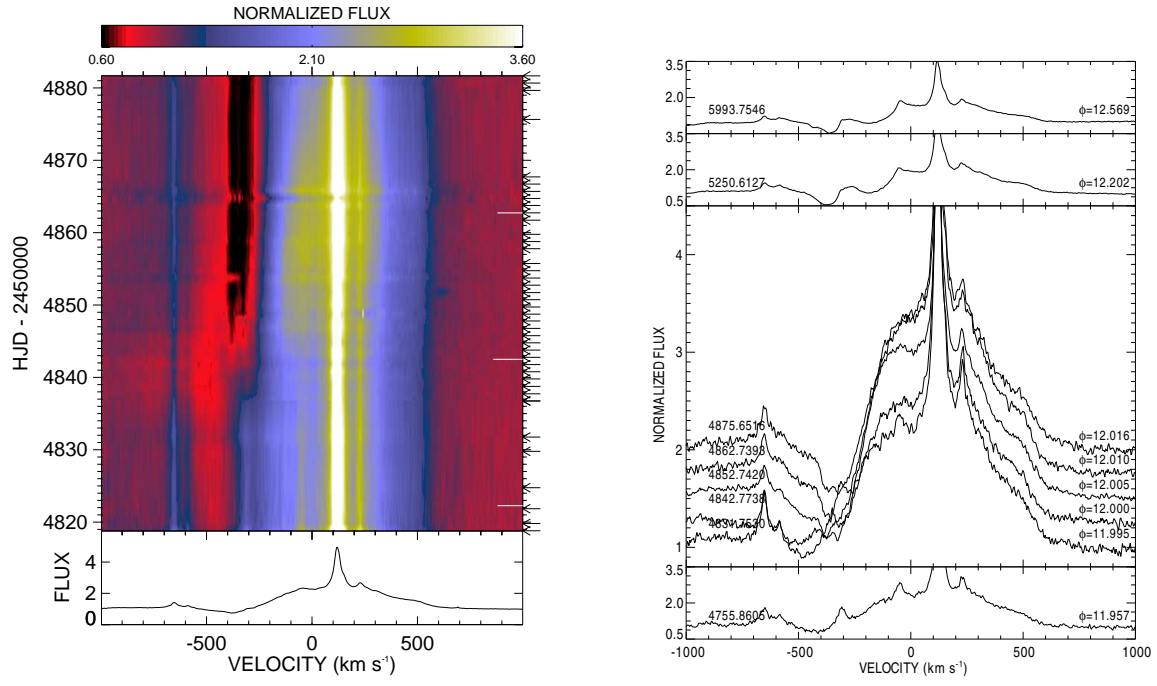 NORMALIZED FLUX
0.60 2.10 3.60
4880
4870
4860
4850
4840
4830
4820
HJD - 2450000
4
2
0
FLUX
-500 0 500
VELOCITY (km s-1)
3.5
2.0
5993.7546 ϕ=12.569
3.5
2.0
0.5
5250.6127 ϕ=12.202
4
3
2
1
NORMALIZED FLUX
4875.6516 ϕ=12.016
4862.7393 ϕ=12.010
4852.7420 ϕ=12.005
4842.7738 ϕ=12.000
ϕ=11.995
3.5
2.0
0.5
4755.8605 ϕ=11.957
-1000 -500 0 500 1000
VELOCITY (km s-1)